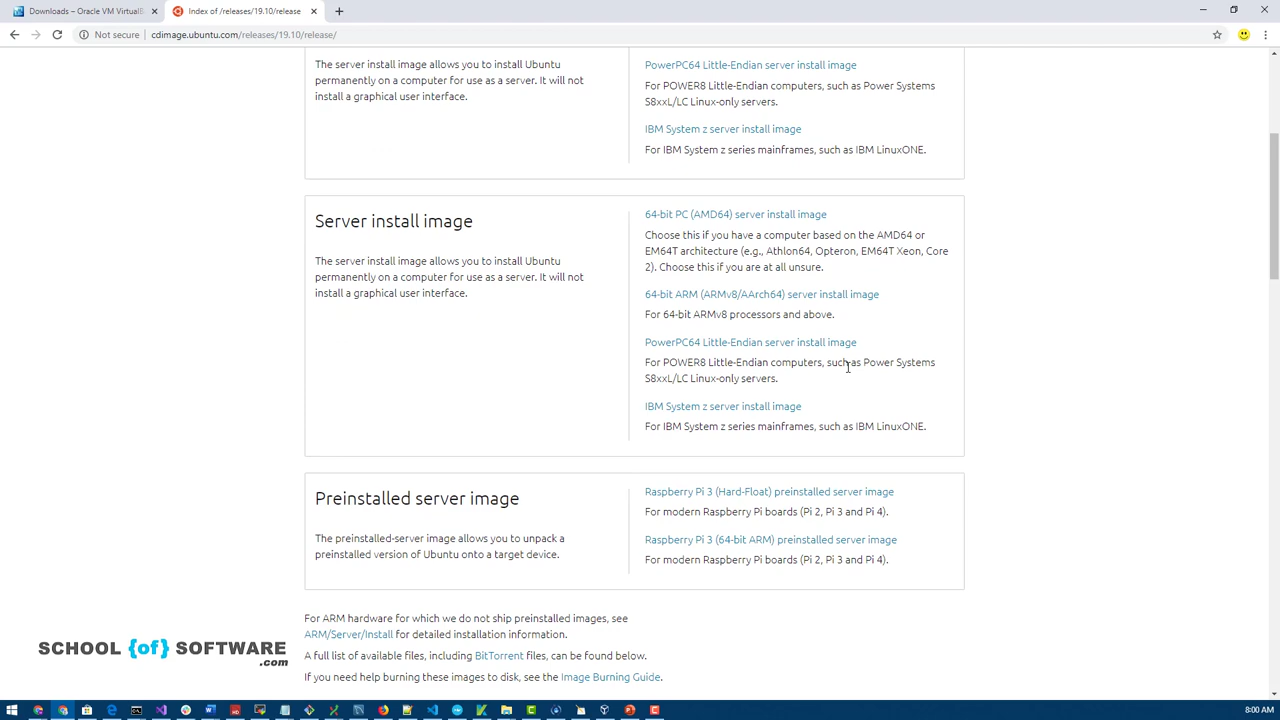 Downloads – Oracle VM VirtualB
Index of /releases/19.10/release
Not secure
cdimage.ubuntu.com/releases/19.10/release/
The server install image allows you to install Ubuntu
permanently on a computer for use as a server. It will not
install a graphical user interface.
PowerPC64 Little-Endian server install image
For POWER8 Little-Endian computers, such as Power Systems
S8xxL/LC Linux-only servers.
IBM System z server install image
For IBM System z series mainframes, such as IBM LinuxONE.
Server install image
The server install image allows you to install Ubuntu
permanently on a computer for use as a server. It will not
install a graphical user interface.
64-bit PC (AMD64) server install image
Choose this if you have a computer based on the AMD64 or
EM64T architecture (e.g., Athlon64, Opteron, EM64T Xeon, Core
2). Choose this if you are at all unsure.
64-bit ARM (ARMv8/AArch64) server install image
For 64-bit ARMv8 processors and above.
PowerPC64 Little-Endian server install image
For POWER8 Little-Endian computers, such as Power Systems
S8xxL/LC Linux-only servers.
IBM System z server install image
For IBM System z series mainframes, such as IBM LinuxONE.
Preinstalled server image
The preinstalled-server image allows you to unpack a
preinstalled version of Ubuntu onto a target device.
Raspberry Pi 3 (Hard-Float) preinstalled server image
For modern Raspberry Pi boards (Pi 2, Pi 3 and Pi 4).
Raspberry Pi 3 (64-bit ARM) preinstalled server image
For modern Raspberry Pi boards (Pi 2, Pi 3 and Pi 4).
For ARM hardware for which we do not ship preinstalled images, see
ARM/Server/Install for detailed installation information.
A full list of available files, including BitTorrent files, can be found below.
If you need help burning these images to disk, see the Image Burning Guide.
SCHOOL {of} SOFTWARE
.com
8:00 AM